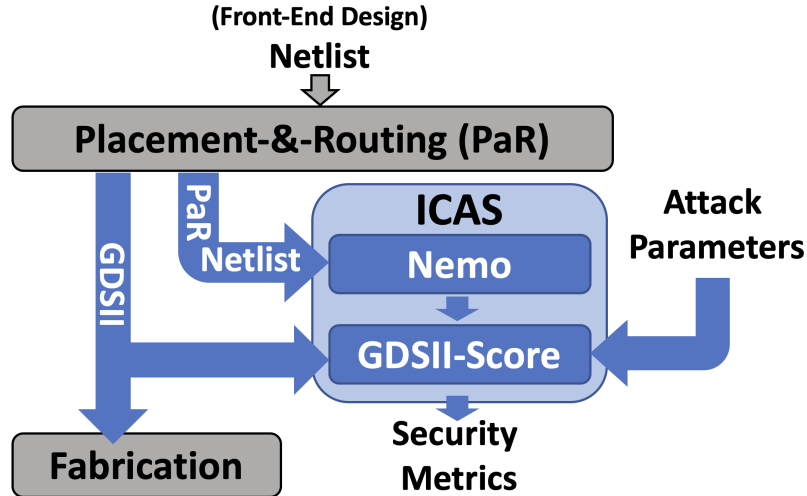 (Front-End Design)
Netlist
Placement-&-Routing (PaR)
PaR
Netlist
GDSII
ICAS
Nemo
GDSII-Score
Attack
Parameters
Security
Metrics
Fabrication